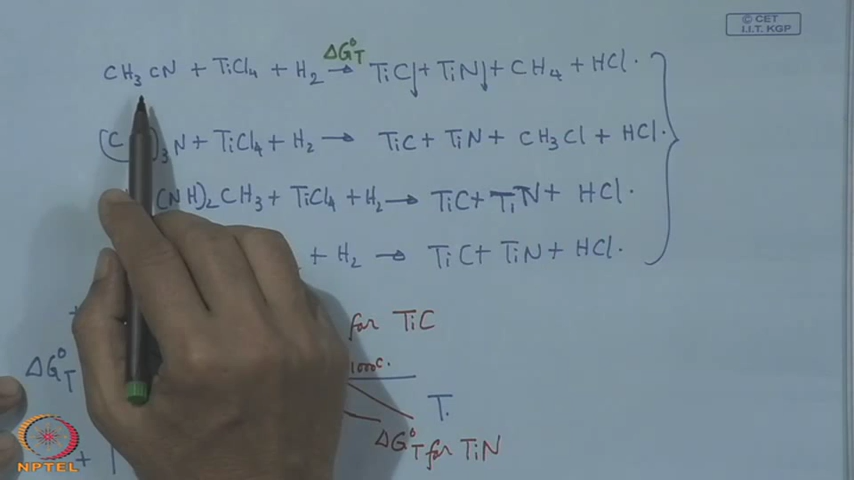 © CET
I.I.T. KGP
ΔG°T
CH₃CN + TiCl₄ + H₂ → TiC↓ + TiN↓ + CH₄ + HCl.
(C )₃N + TiCl₄ + H₂ → TiC + TiN + CH₃Cl + HCl.
(NH)₂CH₃ + TiCl₄ + H₂ → TiC + TiN + HCl.
+ H₂ → TiC + TiN + HCl.
+
for TiC
ΔG°T
1000C.
T.
ΔG°T for TiN
+
NPTEL